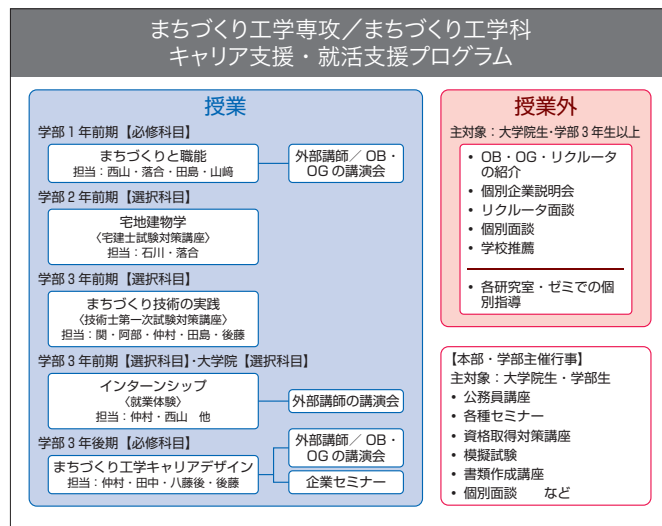 まちづくり工学専攻／まちづくり工学科
キャリア支援・就活支援プログラム
授業
学部1年前期【必修科目】
まちづくりと職能
担当：西山・落合・田島・山﨑
外部講師／OB・
OGの講演会
学部2年前期【選択科目】
宅地建物学
〈宅建士試験対策講座〉
担当：石川・落合
学部3年前期【選択科目】
まちづくり技術の実践
〈技術士第一次試験対策講座〉
担当：関・阿部・仲村・田島・後藤
学部3年前期【選択科目】・大学院【選択科目】
インターンシップ
〈就業体験〉
担当：仲村・西山　他
外部講師の講演会
学部3年後期【必修科目】
まちづくり工学キャリアデザイン
担当：仲村・田中・八藤後・後藤
外部講師／OB・
OGの講演会
企業セミナー
授業外
主対象：大学院生・学部3年生以上
• OB・OG・リクルータ
の紹介
• 個別企業説明会
• リクルータ面談
• 個別面談
• 学校推薦
• 各研究室・ゼミでの個
別指導
【本部・学部主催行事】
主対象：大学院生・学部生
• 公務員講座
• 各種セミナー
• 資格取得対策講座
• 模擬試験
• 書類作成講座
• 個別面談　など